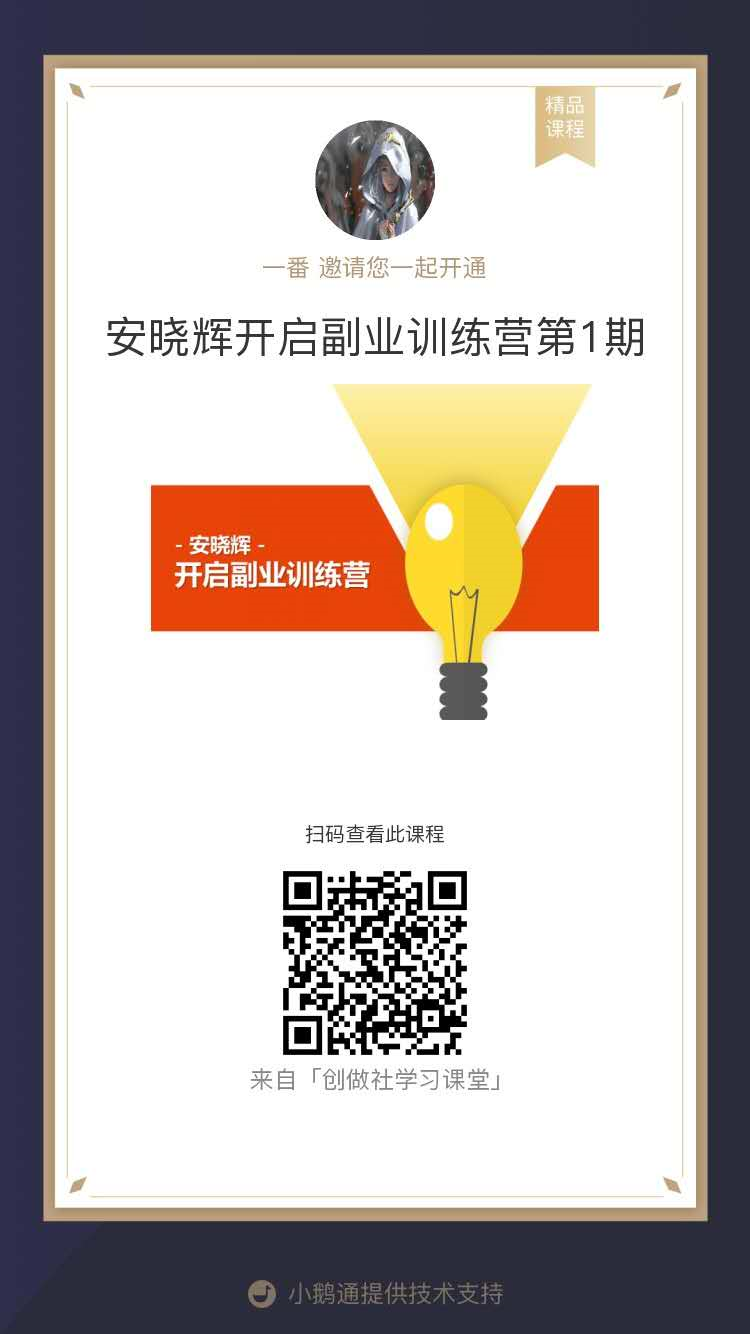 精品
课程
一番 邀请您一起开通
安晓辉开启副业训练营第1期
- 安晓辉 -
开启副业训练营
扫码查看此课程
来自「创做社学习课堂」
小鹅通提供技术支持